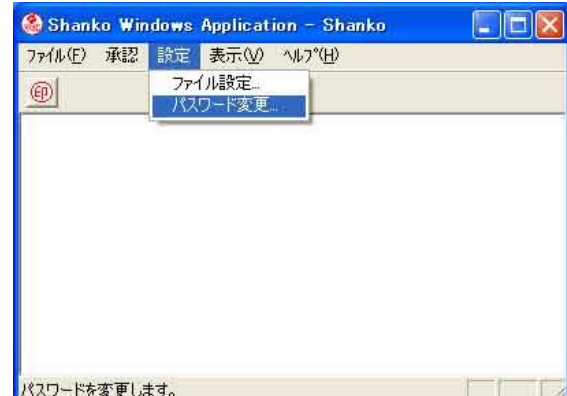 Shanko Windows Application - Shanko
ファイル(F) 承認 設定 表示(V) ヘルプ(H)
印
ファイル設定...
パスワード変更...
パスワードを変更します。